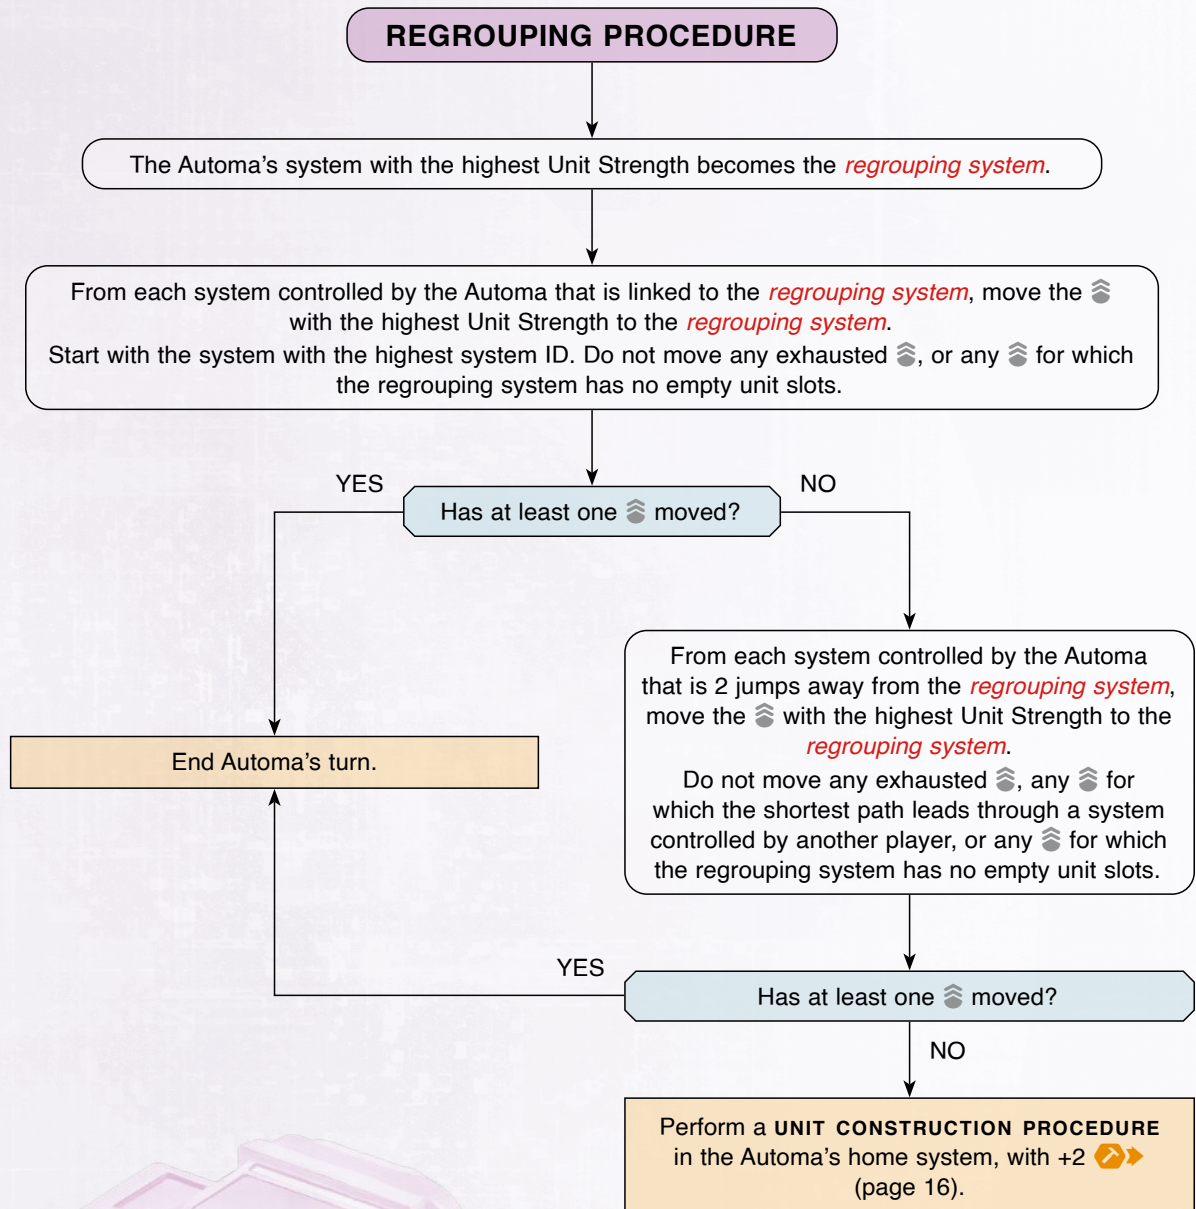 REGROUPING PROCEDURE
The Automa’s system with the highest Unit Strength becomes the regrouping system.
From each system controlled by the Automa that is linked to the regrouping system, move the
with the highest Unit Strength to the regrouping system.
Start with the system with the highest system ID. Do not move any exhausted , or any for which
the regrouping system has no empty unit slots.
YES
NO
Has at least one moved?
From each system controlled by the Automa
that is 2 jumps away from the regrouping system,
move the with the highest Unit Strength to the
regrouping system.
Do not move any exhausted , any for
which the shortest path leads through a system
controlled by another player, or any for which
the regrouping system has no empty unit slots.
End Automa’s turn.
YES
Has at least one moved?
NO
Perform a UNIT CONSTRUCTION PROCEDURE
in the Automa’s home system, with +2
(page 16).